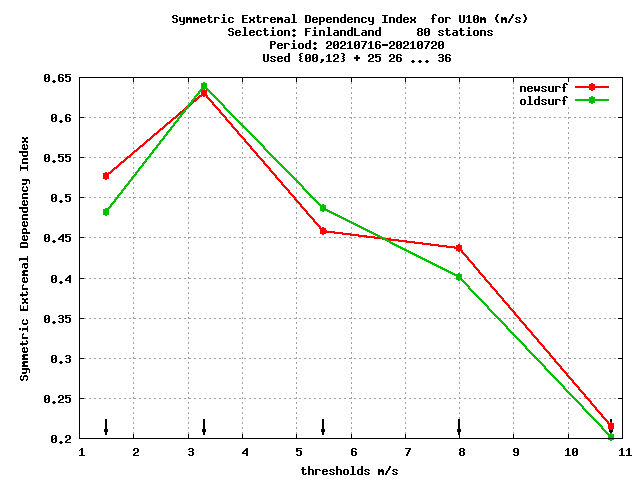 Symmetric Extremal Dependency Index  for U10m (m/s)
Selection: FinlandLand     80 stations
Period: 20210716-20210720
Used {00,12} + 25 26 ... 36
newsurf
oldsurf
Symmetric Extremal Dependency Index
0.65
0.6
0.55
0.5
0.45
0.4
0.35
0.3
0.25
0.2
1 2 3 4 5 6 7 8 9 10 11
thresholds m/s